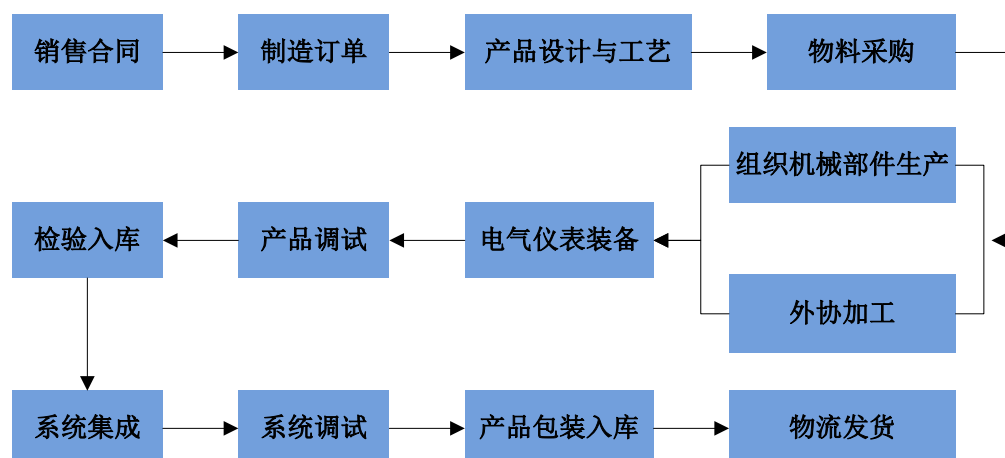 销售合同
制造订单
产品设计与工艺
物料采购
组织机械部件生产
检验入库
产品调试
电气仪表装备
外协加工
系统集成
系统调试
产品包装入库
物流发货